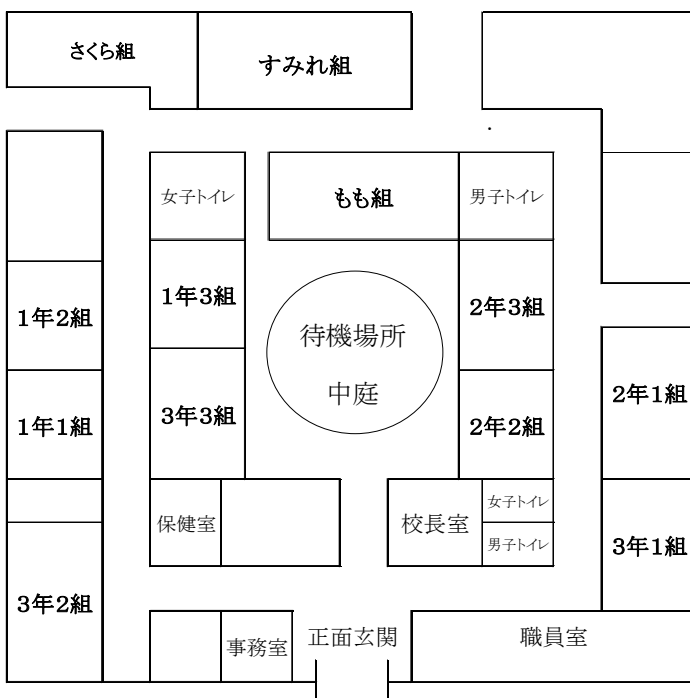 さくら組
すみれ組
女子トイレ
もも組
男子トイレ
1年2組
1年3組
待機場所
中庭
2年3組
1年1組
3年3組
2年2組
2年1組
保健室
校長室
女子トイレ
男子トイレ
3年1組
3年2組
事務室
正面玄関
職員室